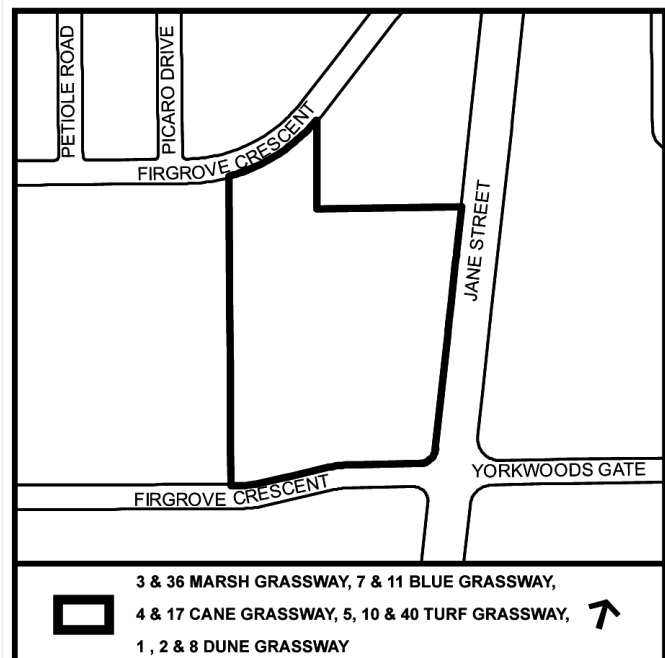 PETIOLE ROAD
PICARO DRIVE
FIRGROVE CRESCENT
JANE STREET
YORKWOODS GATE
FIRGROVE CRESCENT
3 & 36 MARSH GRASSWAY, 7 & 11 BLUE GRASSWAY,
4 & 17 CANE GRASSWAY, 5, 10 & 40 TURF GRASSWAY,
1 , 2 & 8 DUNE GRASSWAY